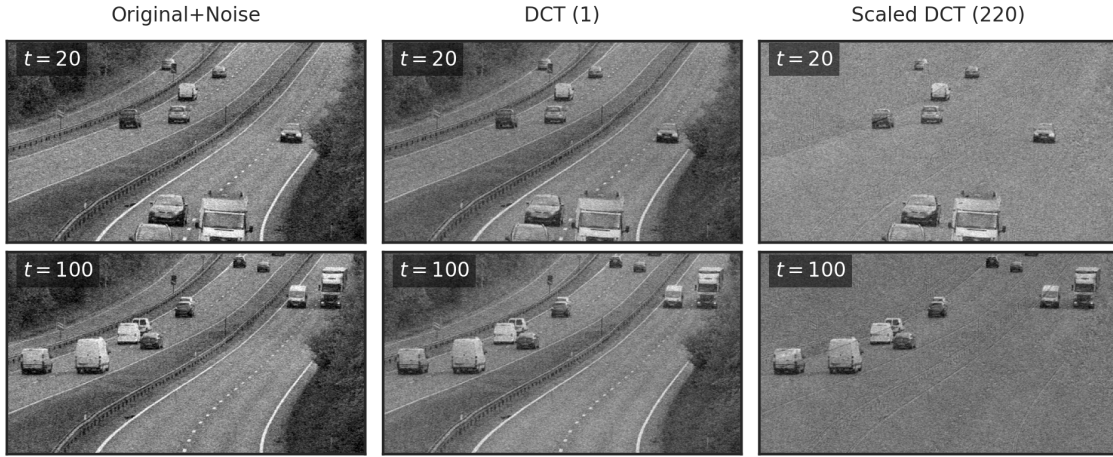 Original+Noise
DCT (1)
Scaled DCT (220)
t = 20
t = 20
t = 20
t = 100
t = 100
t = 100